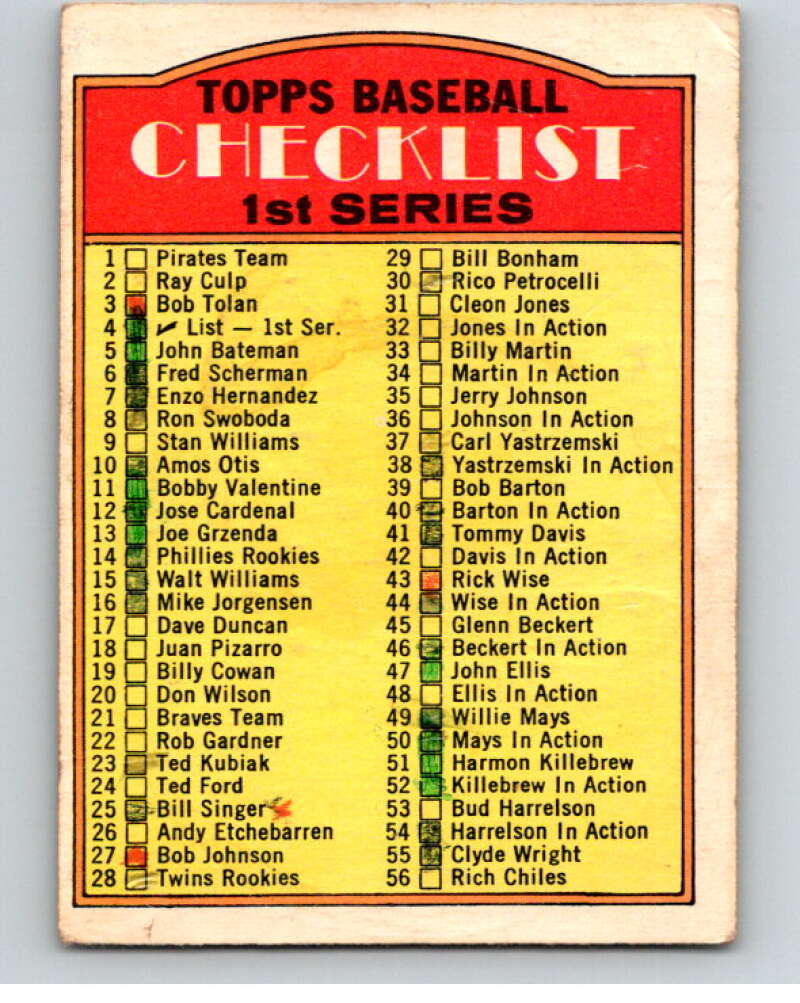 TOPPS BASEBALL
CHECKLIST
1st SERIES
1 Pirates Team
2 Ray Culp
3 Bob Tolan
4 ✓ List — 1st Ser.
5 John Bateman
6 Fred Scherman
7 Enzo Hernandez
8 Ron Swoboda
9 Stan Williams
10 Amos Otis
11 Bobby Valentine
12 Jose Cardenal
13 Joe Grzenda
14 Phillies Rookies
15 Walt Williams
16 Mike Jorgensen
17 Dave Duncan
18 Juan Pizarro
19 Billy Cowan
20 Don Wilson
21 Braves Team
22 Rob Gardner
23 Ted Kubiak
24 Ted Ford
25 Bill Singer
26 Andy Etchebarren
27 Bob Johnson
28 Twins Rookies
29 Bill Bonham
30 Rico Petrocelli
31 Cleon Jones
32 Jones In Action
33 Billy Martin
34 Martin In Action
35 Jerry Johnson
36 Johnson In Action
37 Carl Yastrzemski
38 Yastrzemski In Action
39 Bob Barton
40 Barton In Action
41 Tommy Davis
42 Davis In Action
43 Rick Wise
44 Wise In Action
45 Glenn Beckert
46 Beckert In Action
47 John Ellis
48 Ellis In Action
49 Willie Mays
50 Mays In Action
51 Harmon Killebrew
52 Killebrew In Action
53 Bud Harrelson
54 Harrelson In Action
55 Clyde Wright
56 Rich Chiles